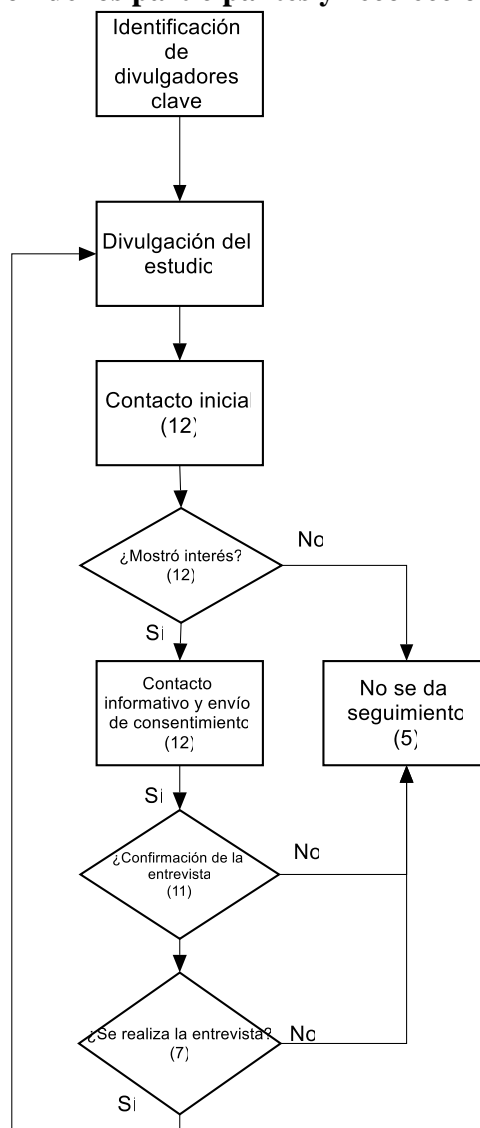 Identificación
de
divulgadores
clave
Divulgación del
estudio
Contacto inicial
(12)
¿Mostró interés?
(12)
No
Si
Contacto
informativo y envío
de consentimiento
(12)
No se da
seguimiento
(5)
Si
¿Confirmación de la
entrevista
(11)
No
¿Se realiza la entrevista?
(7)
No
Si